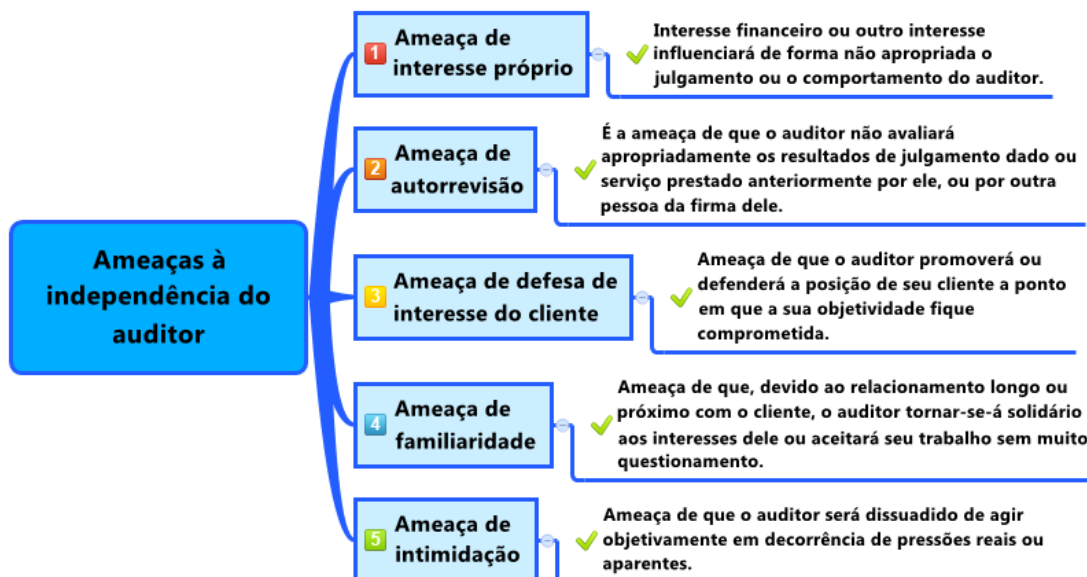 Ameaças à
independência do
auditor
1
Ameaça de
interesse próprio
Interesse financeiro ou outro interesse
influenciará de forma não apropriada o
julgamento ou o comportamento do auditor.
2
Ameaça de
autorrevisão
É a ameaça de que o auditor não avaliará
apropriadamente os resultados de julgamento dado ou
serviço prestado anteriormente por ele, ou por outra
pessoa da firma dele.
3
Ameaça de defesa de
interesse do cliente
Ameaça de que o auditor promoverá ou
defenderá a posição de seu cliente a ponto
em que a sua objetividade fique
comprometida.
4
Ameaça de
familiaridade
Ameaça de que, devido ao relacionamento longo ou
próximo com o cliente, o auditor tornar-se-á solidário
aos interesses dele ou aceitará seu trabalho sem muito
questionamento.
5
Ameaça de
intimidação
Ameaça de que o auditor será dissuadido de agir
objetivamente em decorrência de pressões reais ou
aparentes.